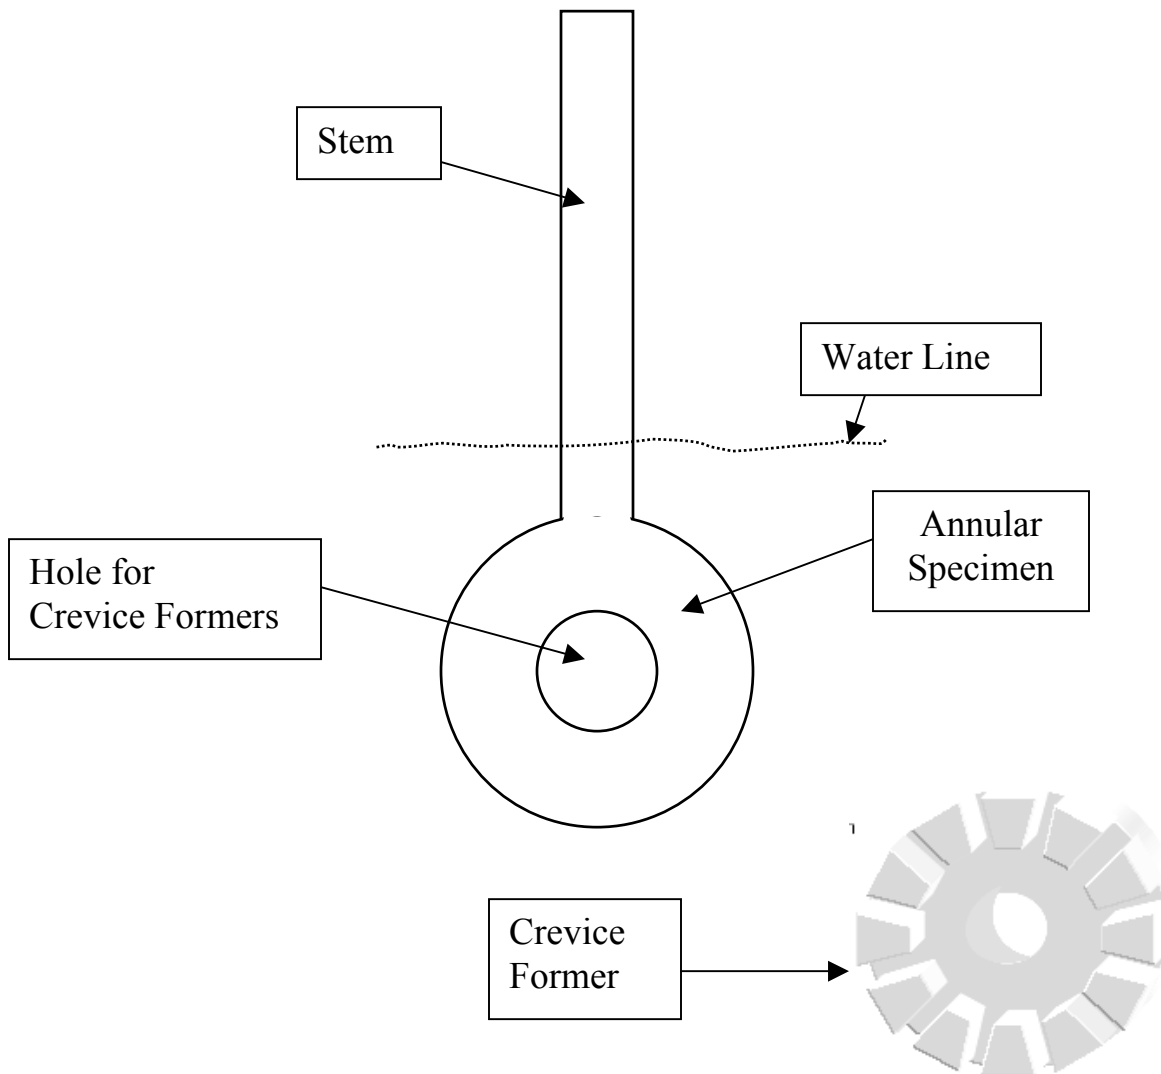 Stem
Water Line
Annular
Specimen
Hole for
Crevice Formers
Crevice
Former